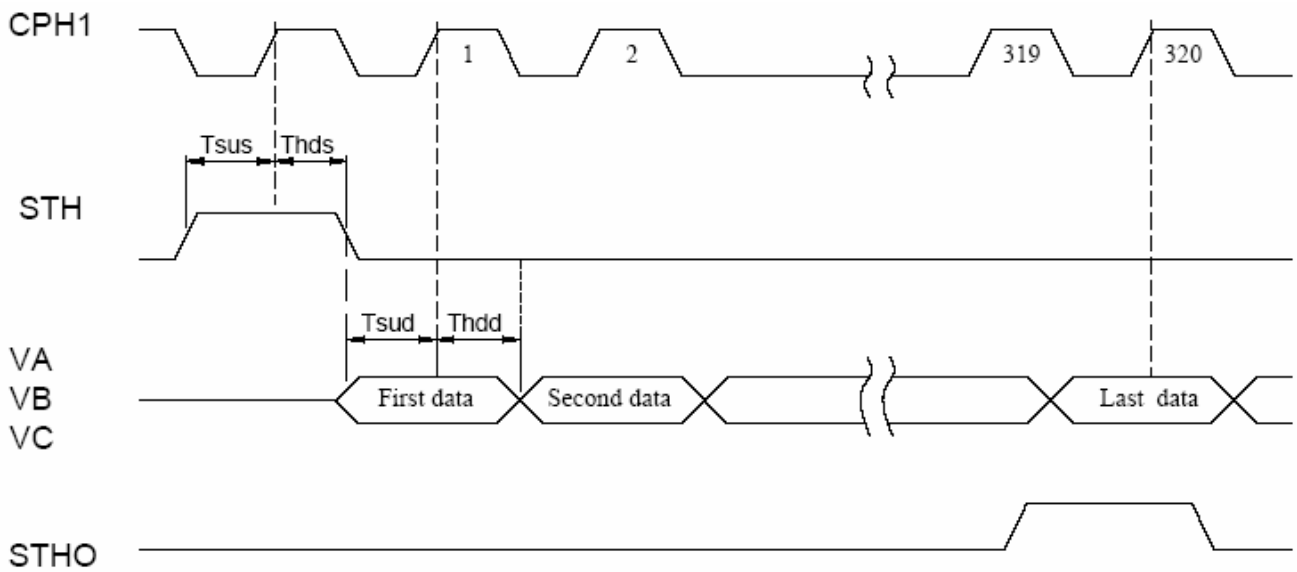 CPH1
1 2 319 320
Tsus Thds
STH
Tsud Thdd
VA
VB First data Second data Last data
VC
STHO